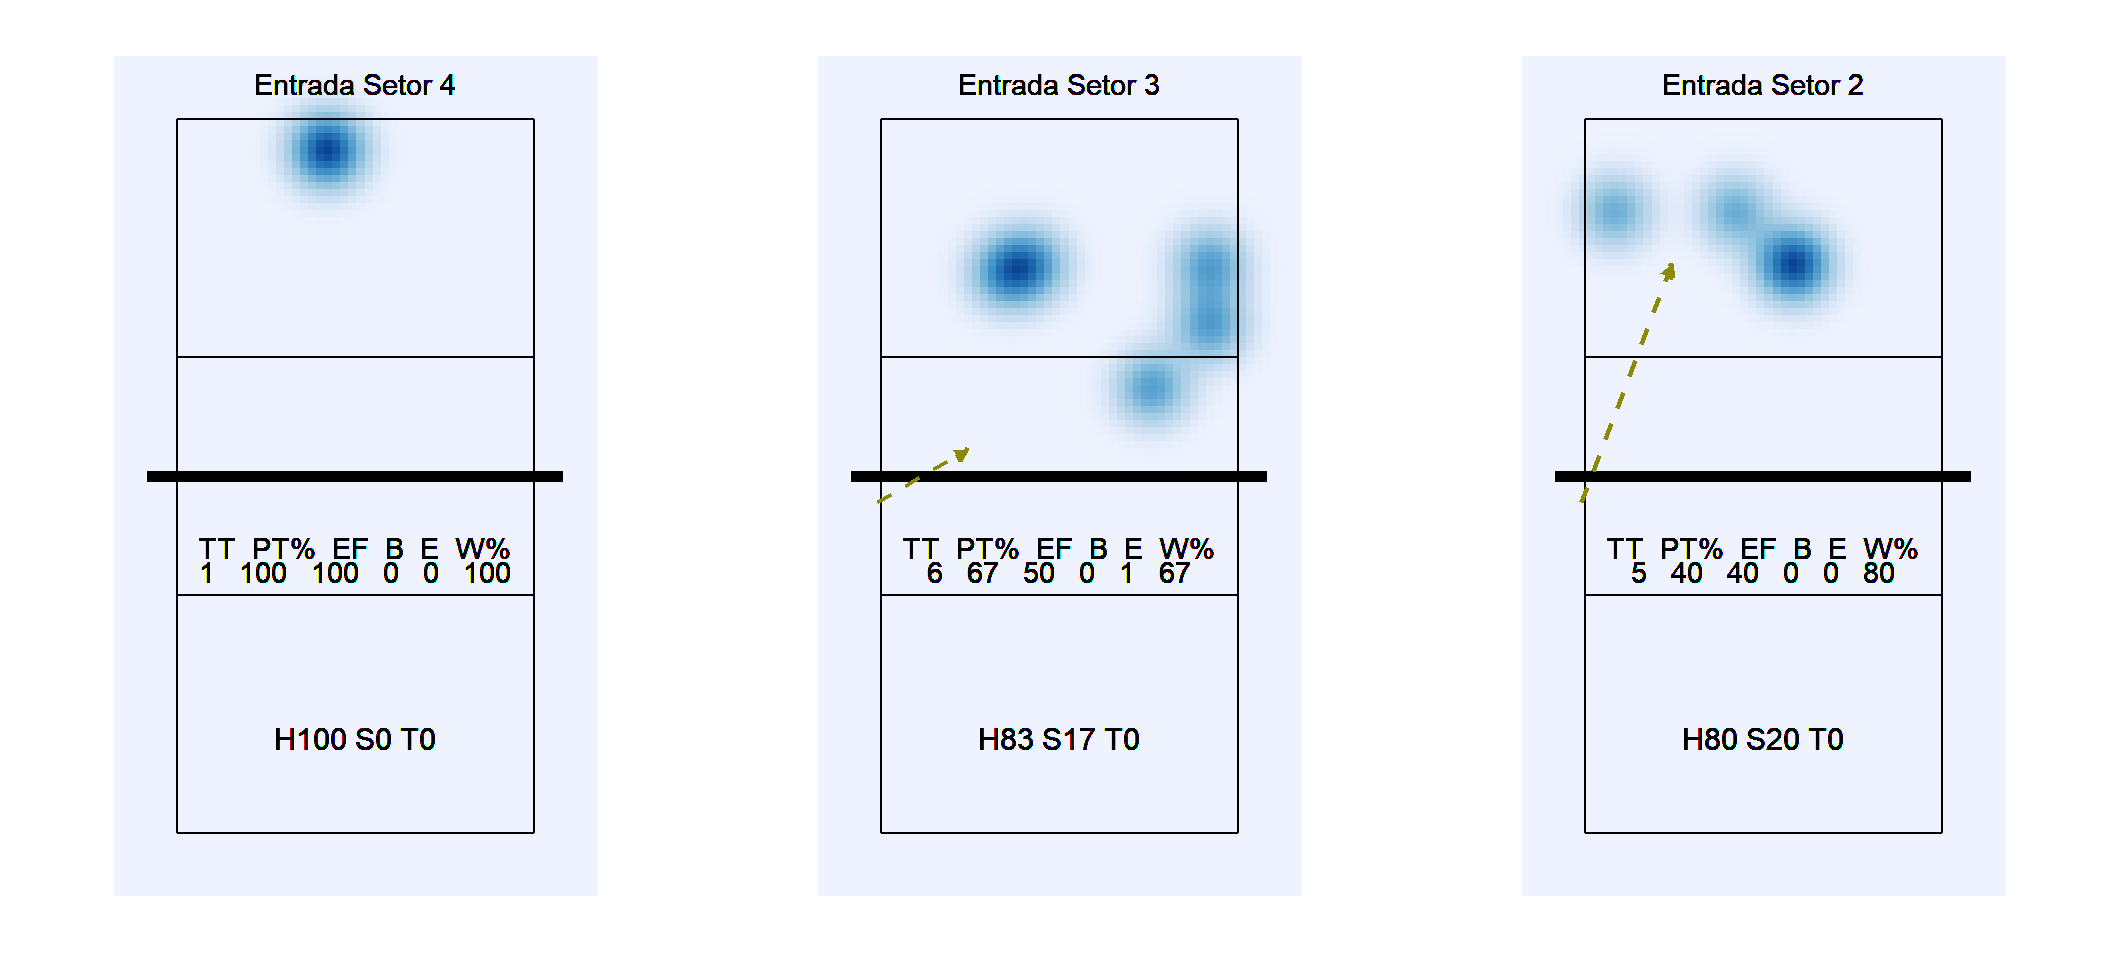 Entrada Setor 4
TT PT% EF B E W%
1 100 100 0 0 100
H100 S0 T0
Entrada Setor 3
TT PT% EF B E W%
6 67 50 0 1 67
H83 S17 T0
Entrada Setor 2
TT PT% EF B E W%
5 40 40 0 0 80
H80 S20 T0